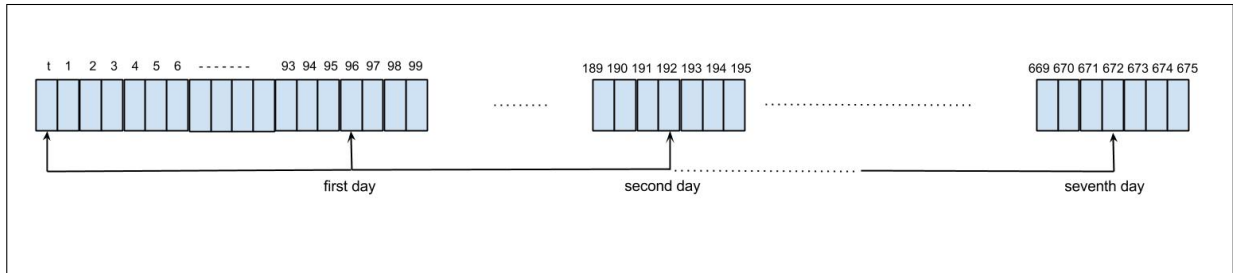 t 1 2 3 4 5 6 - - - - - - - 93 94 95 96 97 98 99
189 190 191 192 193 194 195
669 670 671 672 673 674 675
first day
second day
seventh day